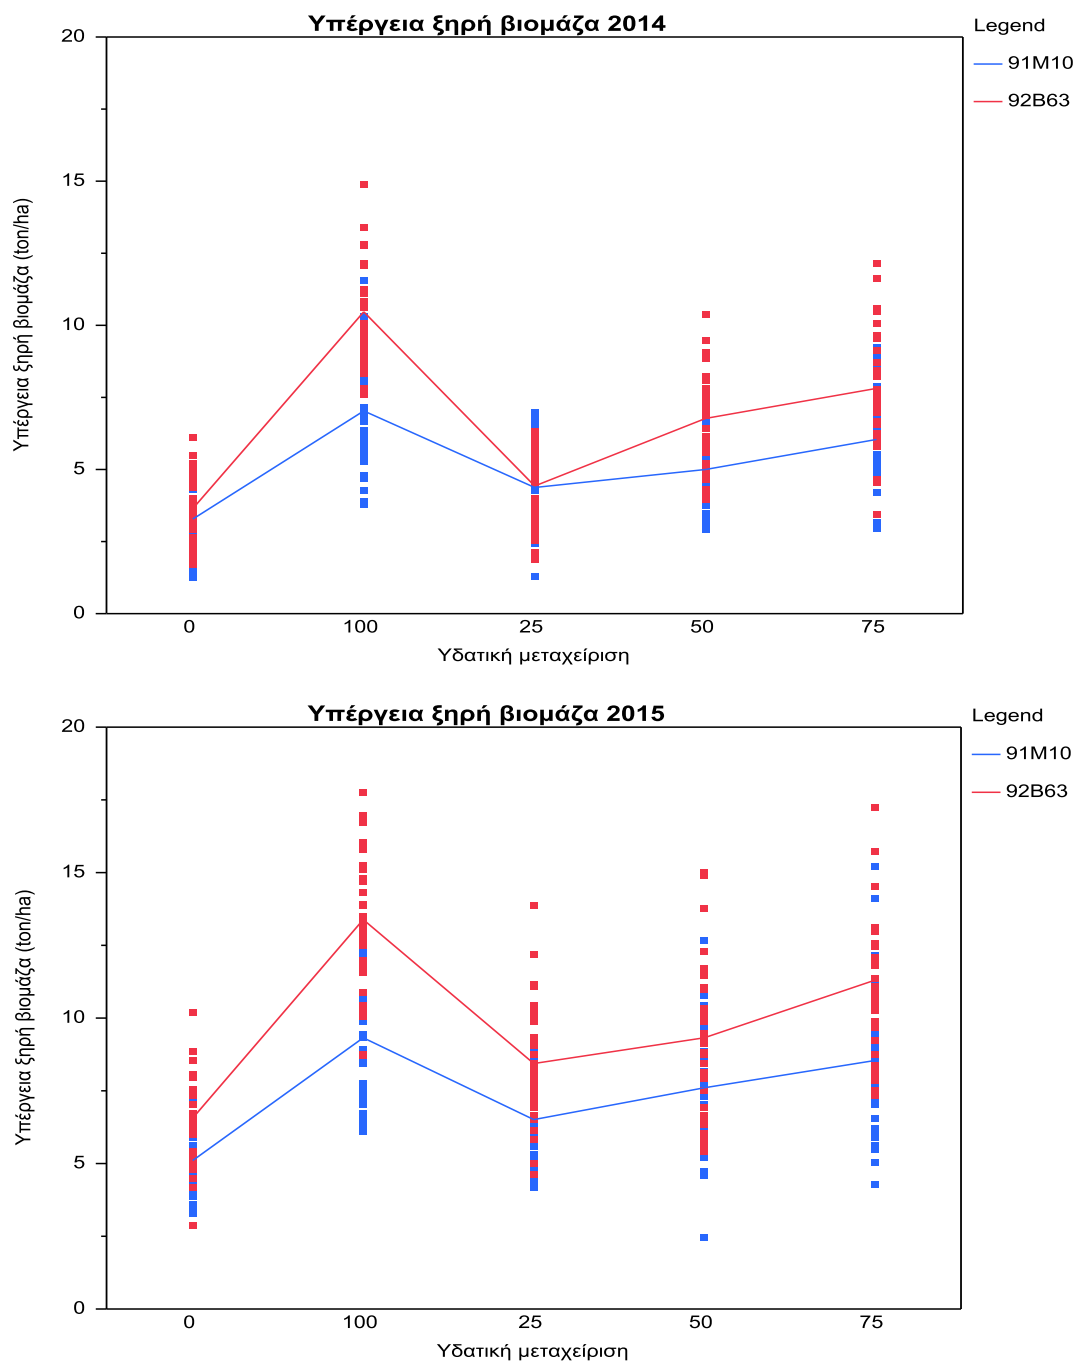 Υπέργεια ξηρή βιομάζα 2014
Legend
91M10
92B63
Υπέργεια ξηρή βιομάζα (ton/ha)
20
15
10
5
0
0 100 25 50 75
Υδατική μεταχείριση
Υπέργεια ξηρή βιομάζα 2015
Legend
91M10
92B63
Υπέργεια ξηρή βιομάζα (ton/ha)
20
15
10
5
0
0 100 25 50 75
Υδατική μεταχείριση